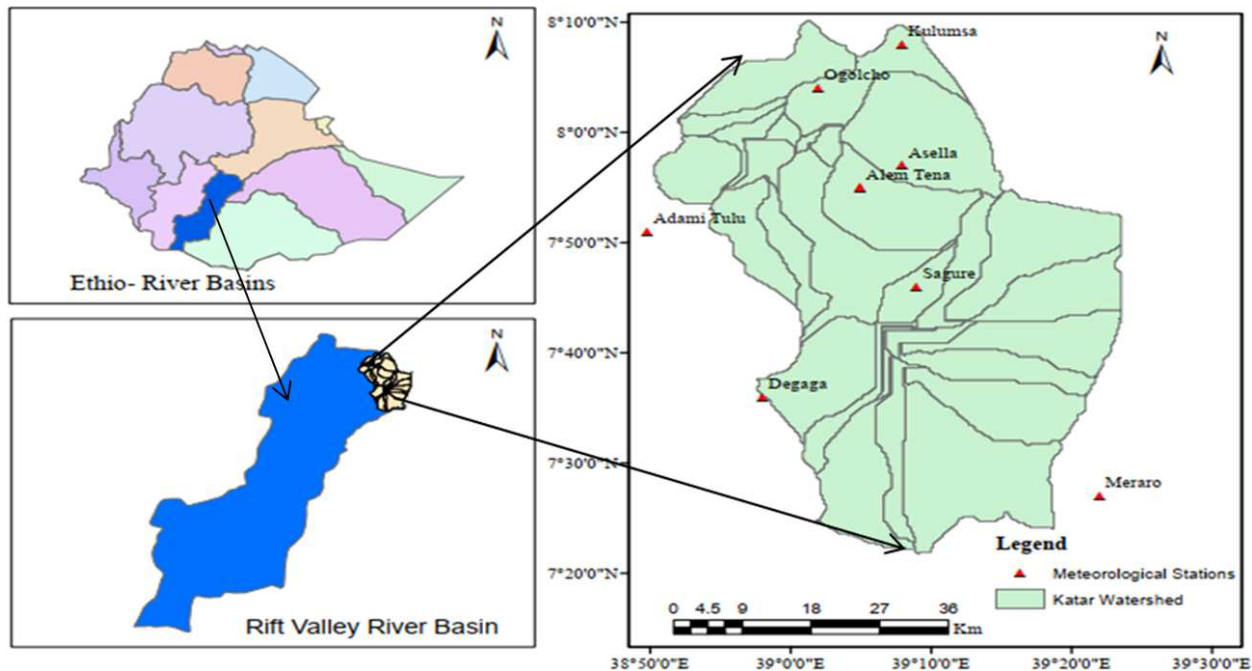 N
Ethio- River Basins
N
Rift Valley River Basin
8°10'0"N
8°0'0"N
7°50'0"N
7°40'0"N
7°30'0"N
7°20'0"N
N
Kulumsa
Ogolcho
Asella
Alem Tena
Adami Tulu
Sagure
Degaga
Meraro
Legend
Meteorological Stations
Katar Watershed
0 4.5 9 18 27 36
Km
38°50'0"E 39°0'0"E 39°10'0"E 39°20'0"E 39°30'0"E